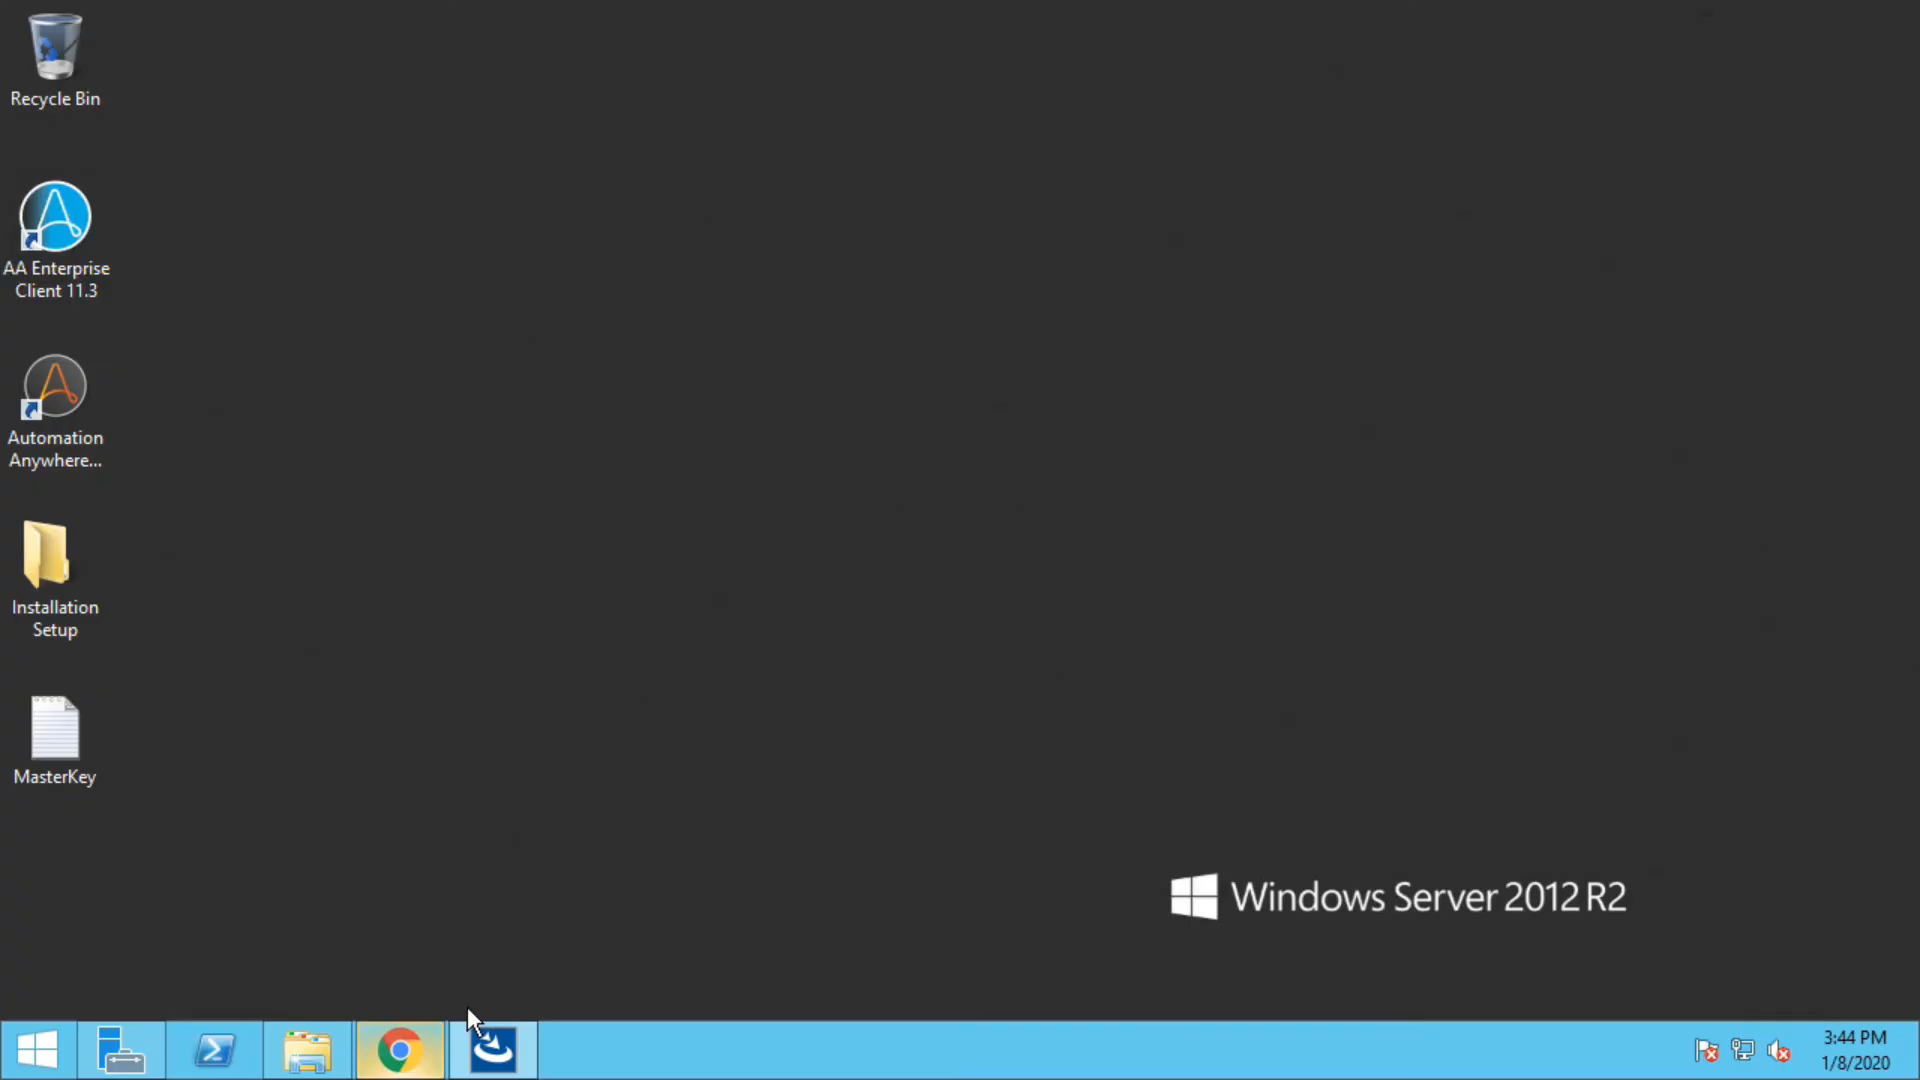 Recycle Bin
AA Enterprise
Client 11.3
Automation
Anywhere...
Installation
Setup
MasterKey
Windows Server 2012 R2
3:44 PM
1/8/2020